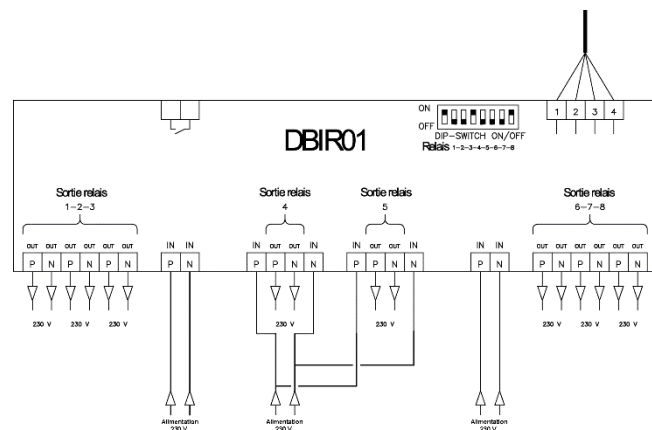 ON
OFF
DIP-SWITCH ON/OFF
Relais 1-2-3-4-5-6-7-8
1 2 3 4
DBIR01
Sortie relais
1-2-3
Sortie relais
4
Sortie relais
5
Sortie relais
6-7-8
OUT OUT OUT OUT OUT OUT IN IN IN OUT OUT IN IN OUT OUT IN IN IN OUT OUT OUT OUT OUT OUT
P N P N P N P N P P N N P P N N P N P N P N P N
230 V 230 V 230 V 230 V 230 V 230 V 230 V 230 V
Alimentation
230 V
Alimentation
230 V
Alimentation
230 V